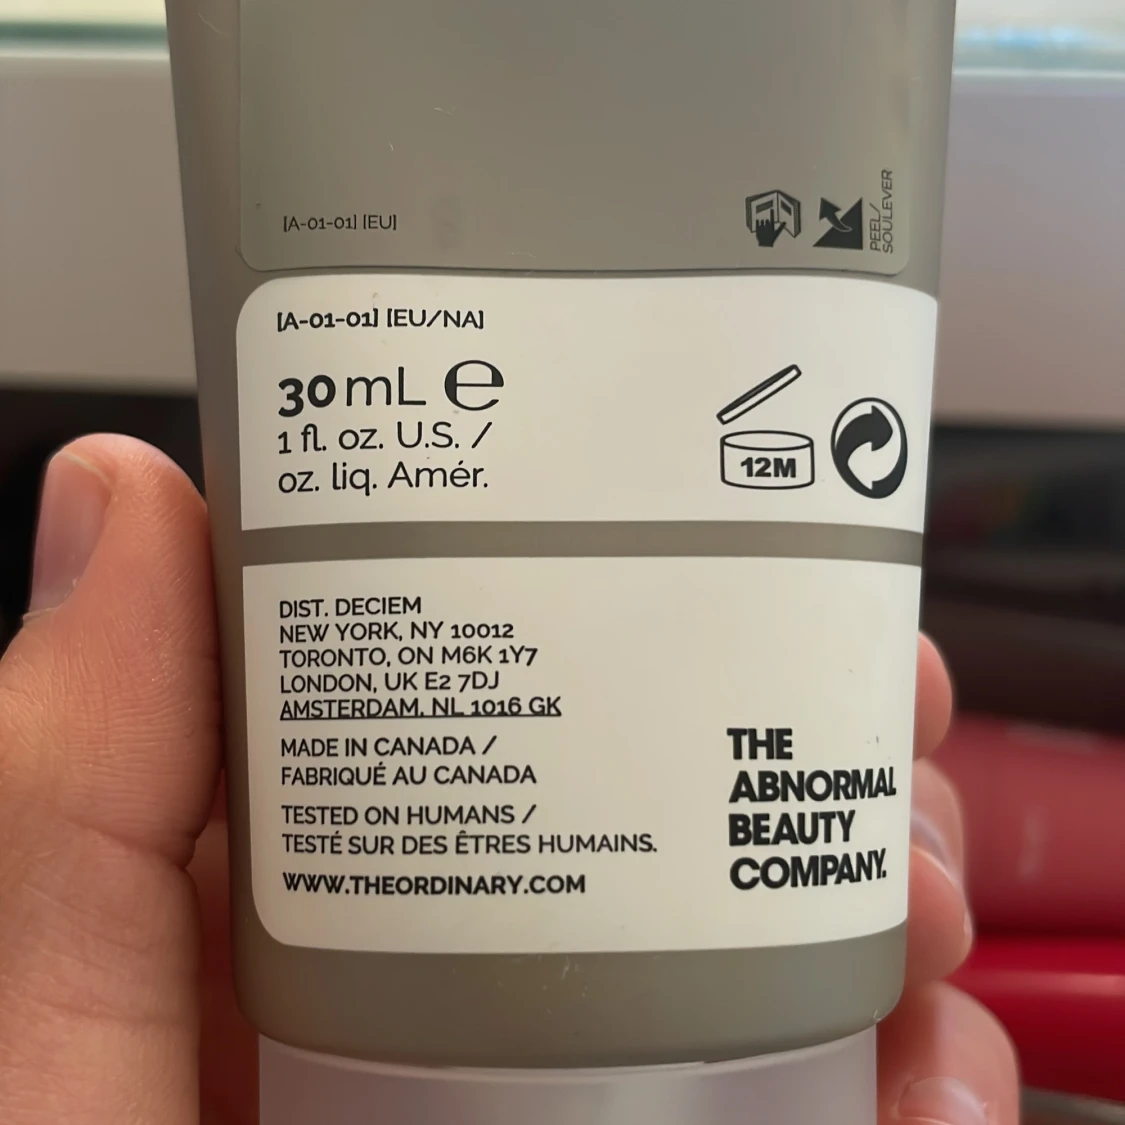 [A-01-01] [EU]
PEEL/
SOULEVER
[A-01-01] [EU/NA]
30 mL e
1 fl. oz. U.S. /
oz. liq. Amér.
12M
DIST. DECIEM
NEW YORK, NY 10012
TORONTO, ON M6K 1Y7
LONDON, UK E2 7DJ
AMSTERDAM, NL 1016 GK
MADE IN CANADA /
FABRIQUÉ AU CANADA
TESTED ON HUMANS /
TESTÉ SUR DES ÊTRES HUMAINS.
WWW.THEORDINARY.COM
THE
ABNORMAL
BEAUTY
COMPANY.